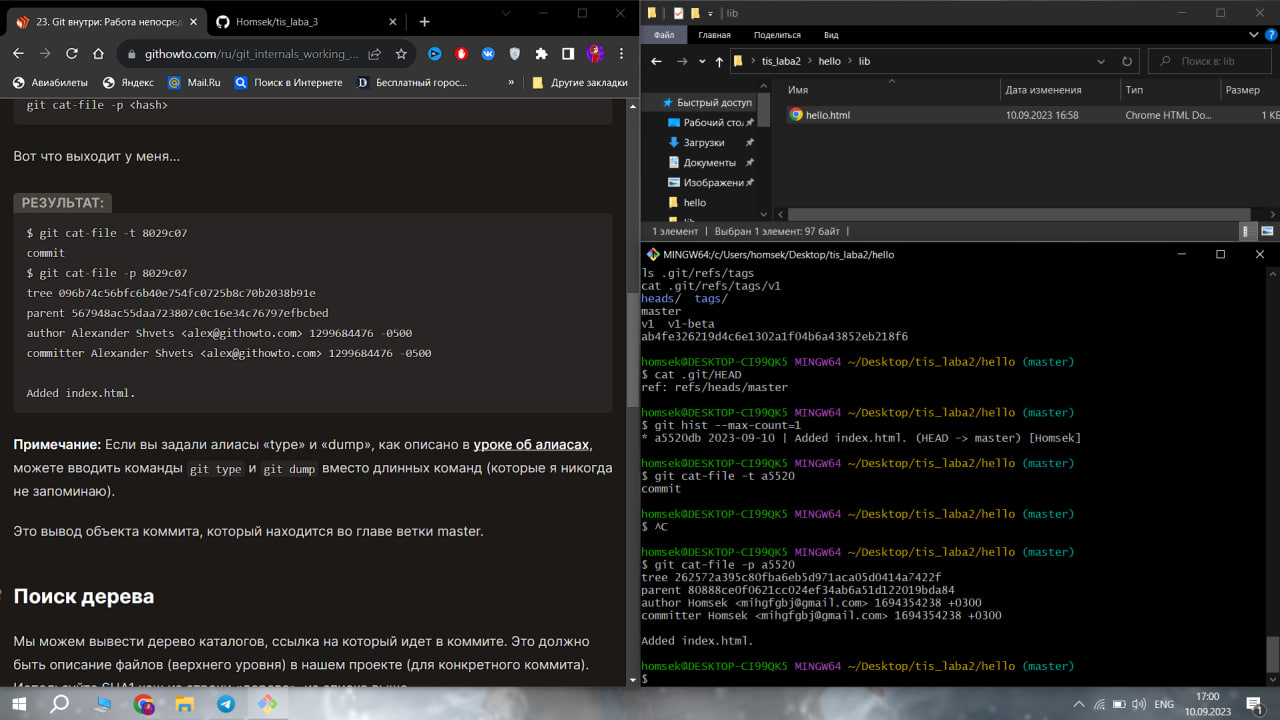 23. Git внутри: Работа непосред
Homsek/tis_laba_3
githowto.com/ru/git_internals_working_...
Авиабилеты
Яндекс
Mail.Ru
Поиск в Интернете
Бесплатный горос...
»
Другие закладки
git cat-file -p <hash>
Вот что выходит у меня...
РЕЗУЛЬТАТ:
$ git cat-file -t 8029c07
commit
$ git cat-file -p 8029c07
tree 096b74c56bfc6b40e754fc0725b8c70b2038b91e
parent 567948ac55daa723807c0c16e34c76797efbcbed
author Alexander Shvets <alex@githowto.com> 1299684476 -0500
committer Alexander Shvets <alex@githowto.com> 1299684476 -0500
Added index.html.
Примечание: Если вы задали алиасы «type» и «dump», как описано в уроке об алиасах,
можете вводить команды git type и git dump вместо длинных команд (которые я никогда
не запоминаю).
Это вывод объекта коммита, который находится во главе ветки master.
Поиск дерева
Мы можем вывести дерево каталогов, ссылка на который идет в коммите. Это должно
быть описание файлов (верхнего уровня) в нашем проекте (для конкретного коммита).
lib
Файл
Главная
Поделиться
Вид
tis_laba2 > hello > lib
Поиск в: lib
Имя
Дата изменения
Тип
Размер
Быстрый доступ
Рабочий стол
Загрузки
Документы
Изображени
hello
lib
hello.html
10.09.2023 16:58
Chrome HTML Do...
1 КБ
1 элемент
Выбран 1 элемент: 97 байт
MINGW64:/c/Users/homsek/Desktop/tis_laba2/hello
ls .git/refs/tags
cat .git/refs/tags/v1
heads/ tags/
master
v1 v1-beta
ab4fe326219d4c6e1302a1f04b6a43852eb218f6
homsek@DESKTOP-CI99QK5 MINGW64 ~/Desktop/tis_laba2/hello (master)
$ cat .git/HEAD
ref: refs/heads/master
homsek@DESKTOP-CI99QK5 MINGW64 ~/Desktop/tis_laba2/hello (master)
$ git hist --max-count=1
* a5520db 2023-09-10 | Added index.html. (HEAD -> master) [Homsek]
homsek@DESKTOP-CI99QK5 MINGW64 ~/Desktop/tis_laba2/hello (master)
$ git cat-file -t a5520
commit
homsek@DESKTOP-CI99QK5 MINGW64 ~/Desktop/tis_laba2/hello (master)
$ ^C
homsek@DESKTOP-CI99QK5 MINGW64 ~/Desktop/tis_laba2/hello (master)
$ git cat-file -p a5520
tree 262572a395c80fba6eb5d971aca05d0414a7422f
parent 80888ce0f0621cc024ef34ab6a51d122019bda84
author Homsek <mihgfgbj@gmail.com> 1694354238 +0300
committer Homsek <mihgfgbj@gmail.com> 1694354238 +0300
Added index.html.
homsek@DESKTOP-CI99QK5 MINGW64 ~/Desktop/tis_laba2/hello (master)
$
ENG
17:00
10.09.2023
1